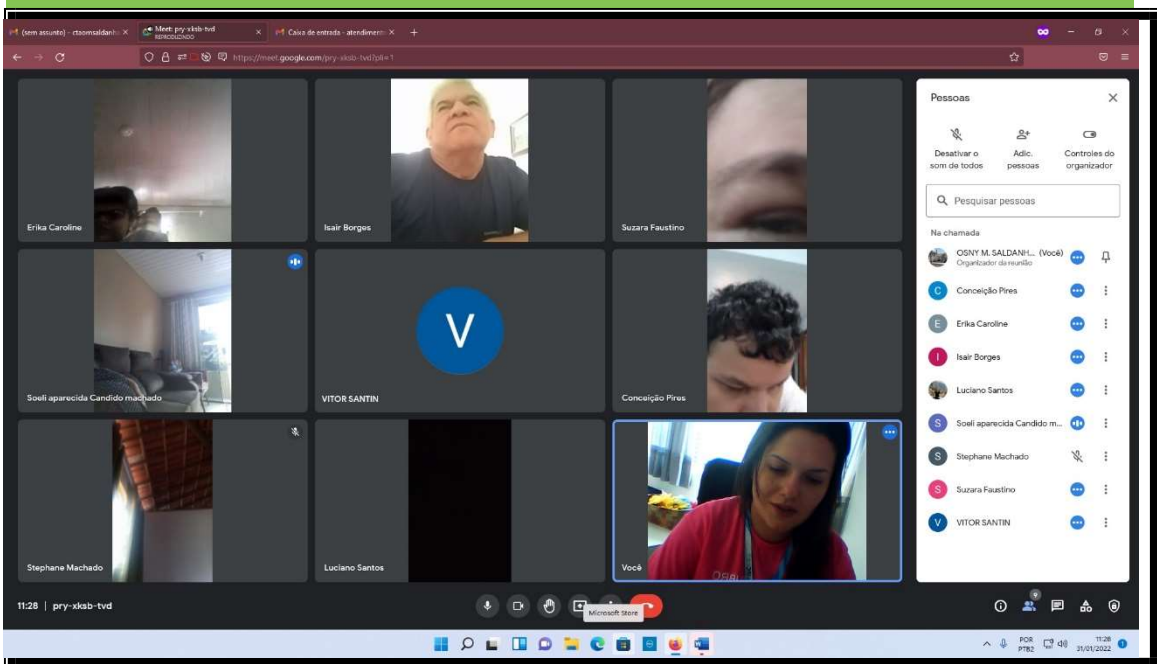 (sem assunto) - ctaomsaldanh
Meet: pry-xksb-tvd
REPRODUZINDO
Caixa de entrada - atendiment
https://meet.google.com/pry-xksb-tvd?pli=1
Erika Caroline
Isair Borges
Suzara Faustino
Soeli aparecida Candido machado
V
VITOR SANTIN
Conceição Pires
Stephane Machado
Luciano Santos
Você
Pessoas
Desativar o som de todos
Adic. pessoas
Controles do organizador
Pesquisar pessoas
Na chamada
OSNY M. SALDANH... (Você)
Organizador da reunião
C Conceição Pires
E Erika Caroline
I Isair Borges
Luciano Santos
S Soeli aparecida Candido m...
S Stephane Machado
S Suzara Faustino
V VITOR SANTIN
11:28 | pry-xksb-tvd
Microsoft Store
9
POR
PTB2
11:28
31/01/2022